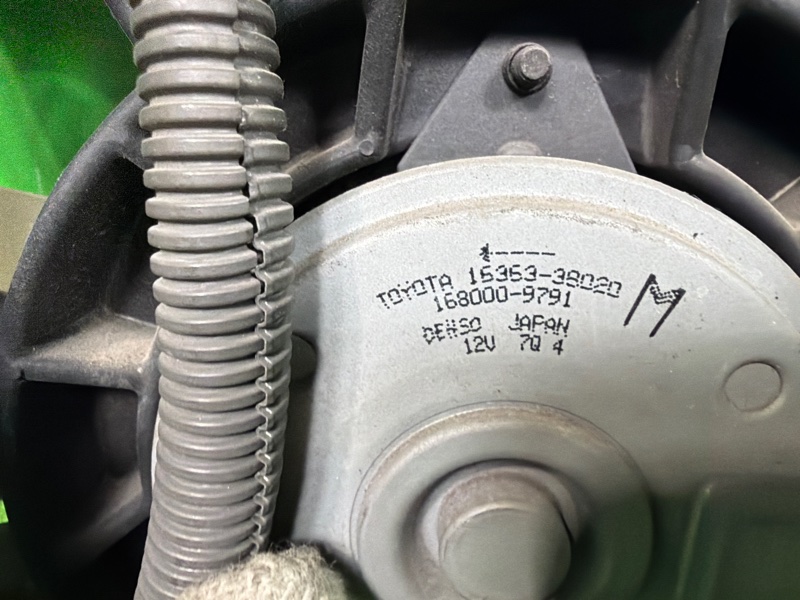 TOYOTA 16363-38020
168000-9791
M
DENSO JAPAN
12V 7Q 4